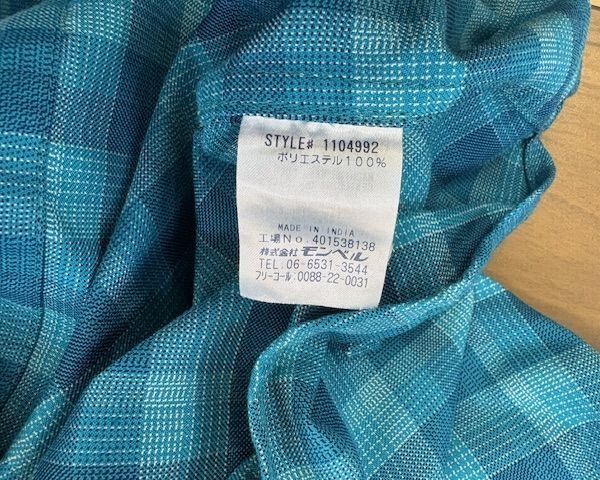 STYLE# 1104992
ポリエステル100%
MADE IN INDIA
工場No.401538138
株式会社 モンベル
TEL.06-6531-3544
フリーコール:0088-22-0031